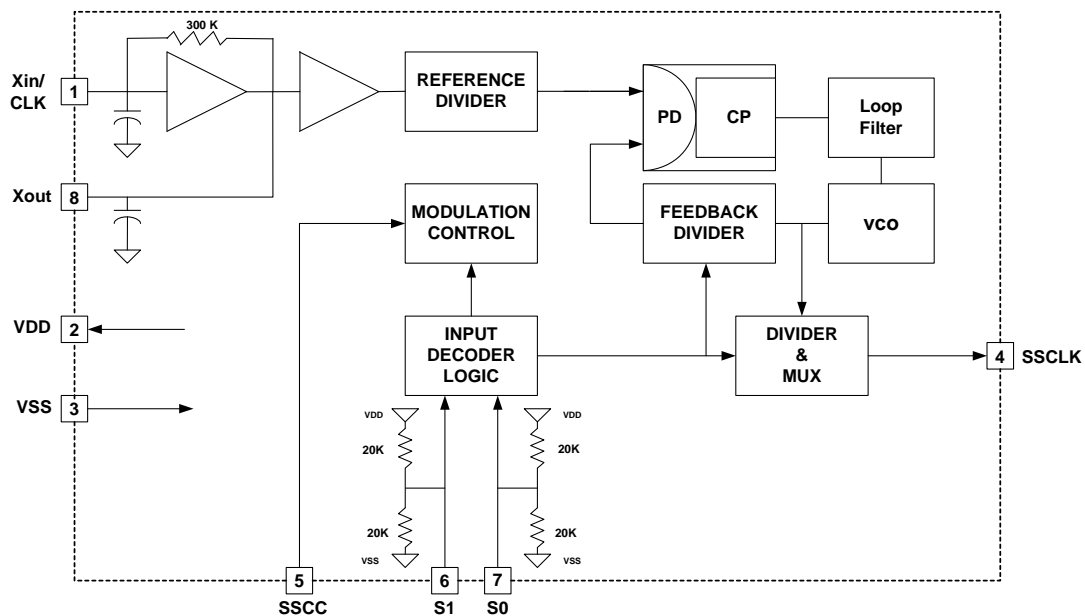 300 K
Xin/
CLK
1
REFERENCE
DIVIDER
PD
CP
Loop
Filter
Xout
8
MODULATION
CONTROL
FEEDBACK
DIVIDER
vco
VDD
2
INPUT
DECODER
LOGIC
DIVIDER
&
MUX
4
SSCLK
VSS
3
VDD
VDD
20K
20K
20K
20K
VSS
VSS
5
6
7
SSCC
S1
S0